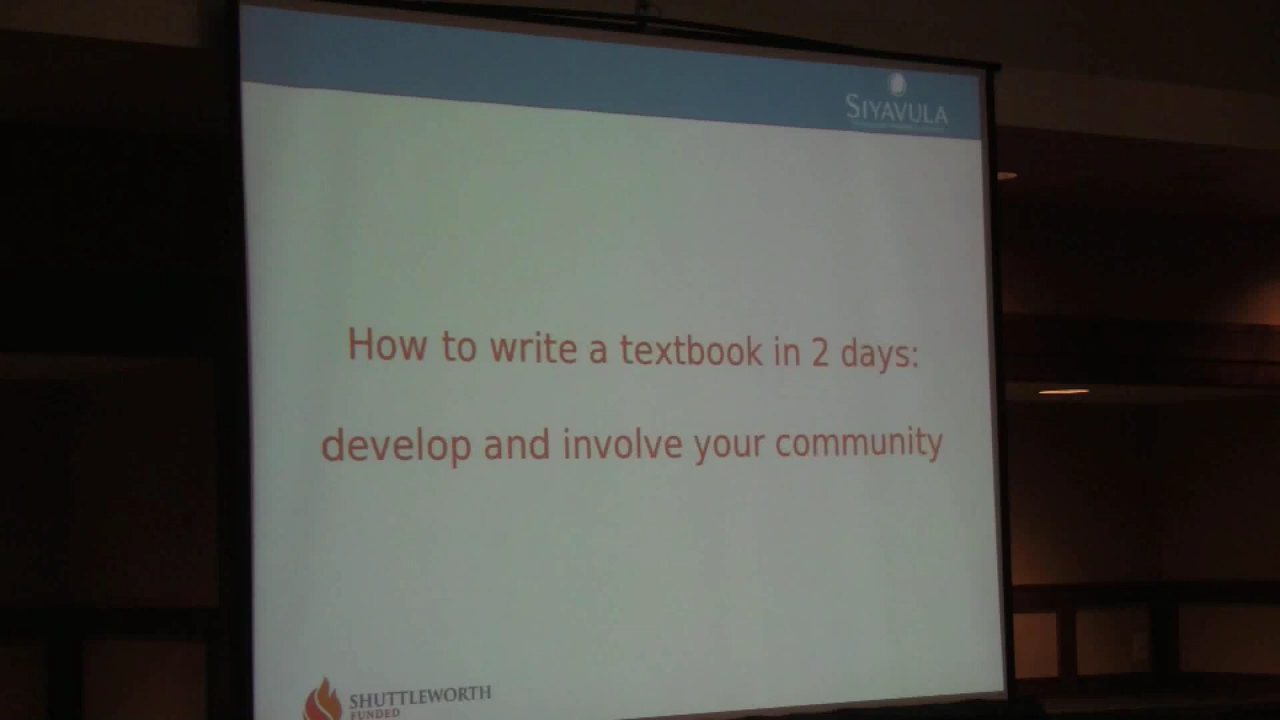 SIYAVULA
How to write a textbook in 2 days:
develop and involve your community
SHUTTLEWORTH
FUNDED